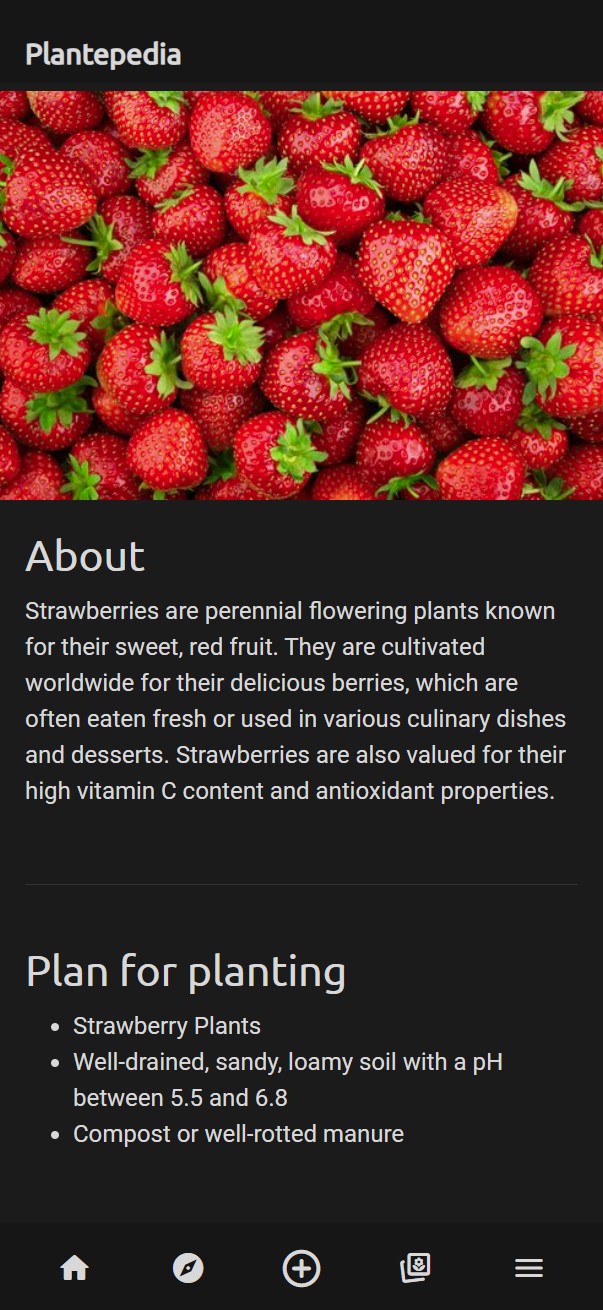 Plantepedia
About
Strawberries are perennial flowering plants known
for their sweet, red fruit. They are cultivated
worldwide for their delicious berries, which are
often eaten fresh or used in various culinary dishes
and desserts. Strawberries are also valued for their
high vitamin C content and antioxidant properties.
Plan for planting
• Strawberry Plants
• Well-drained, sandy, loamy soil with a pH
between 5.5 and 6.8
• Compost or well-rotted manure